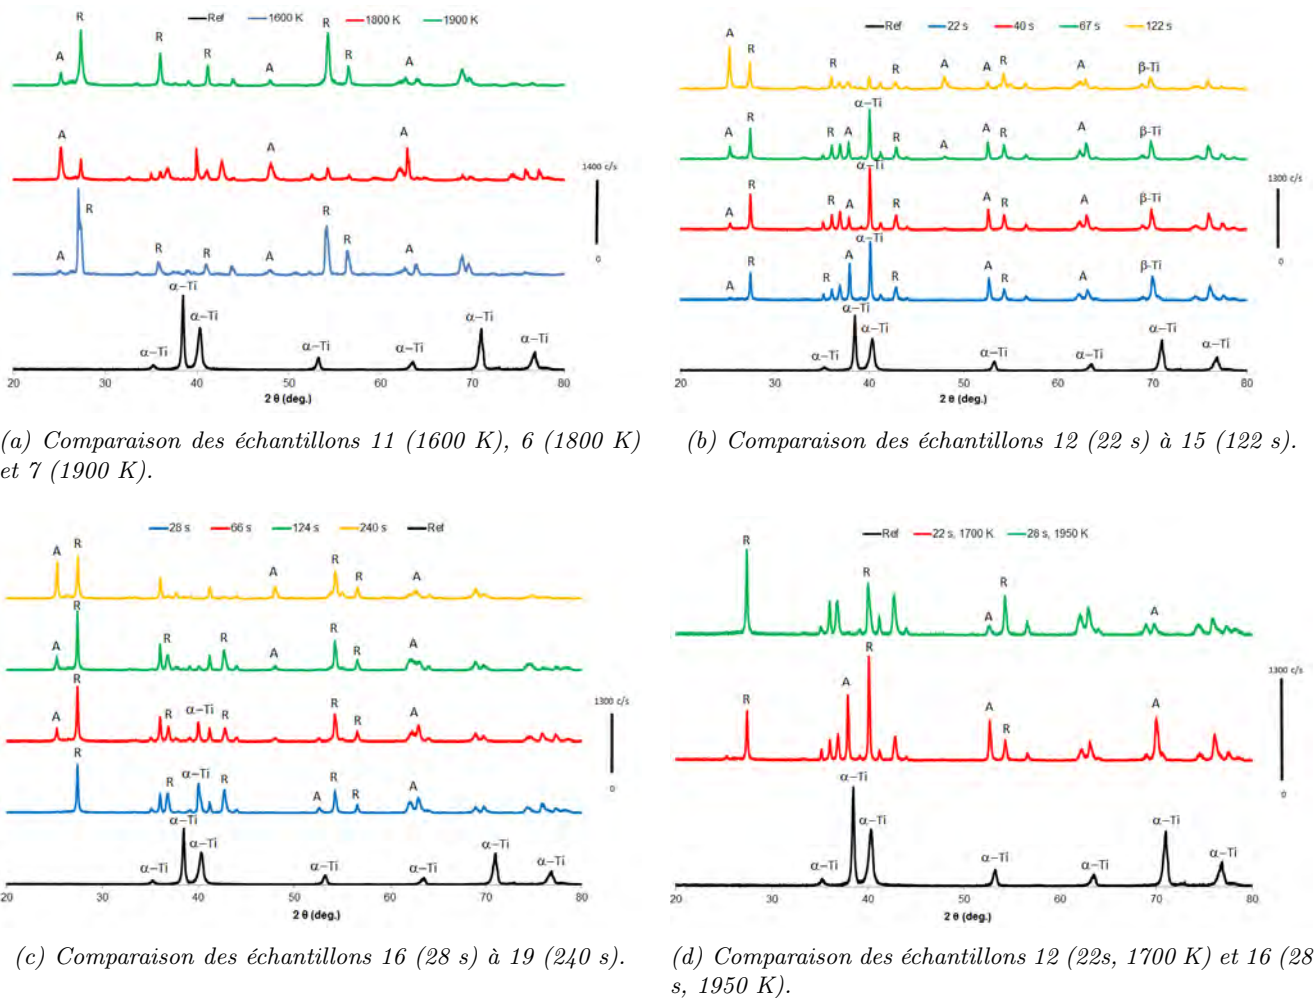 Ref 1600 K 1800 K 1900 K
R
A R R A R R A
A A A
1400 c/s
0
A R R R A R R A
α–Ti
α–Ti α–Ti α–Ti α–Ti α–Ti α–Ti
20 30 40 50 60 70 80
2 θ (deg.)
(a) Comparaison des échantillons 11 (1600 K), 6 (1800 K)
et 7 (1900 K).
Ref 22 s 40 s 67 s 122 s
A R R R A A R A β-Ti
α–Ti
A R R A R A A R A β-Ti
α–Ti
A R R A R A R A β-Ti
α–Ti
A R R A R A R A β-Ti
1300 c/s
0
α–Ti
α–Ti α–Ti α–Ti α–Ti α–Ti α–Ti
20 30 40 50 60 70 80
2 θ (deg.)
(b) Comparaison des échantillons 12 (22 s) à 15 (122 s).
28 s 66 s 124 s 240 s Ref
A R A R R A
R
A R R A R R A
R
A R α–Ti R R R A
R R α–Ti R A R R A
1300 c/s
0
α–Ti
α–Ti α–Ti α–Ti α–Ti α–Ti α–Ti
20 30 40 50 60 70 80
2 θ (deg.)
(c) Comparaison des échantillons 16 (28 s) à 19 (240 s).
Ref 22 s, 1700 K 28 s, 1950 K
R R A R A
R A R A R A
1300 c/s
0
α–Ti
α–Ti α–Ti α–Ti α–Ti α–Ti α–Ti
20 30 40 50 60 70 80
2 θ (deg.)
(d) Comparaison des échantillons 12 (22s, 1700 K) et 16 (28
s, 1950 K).